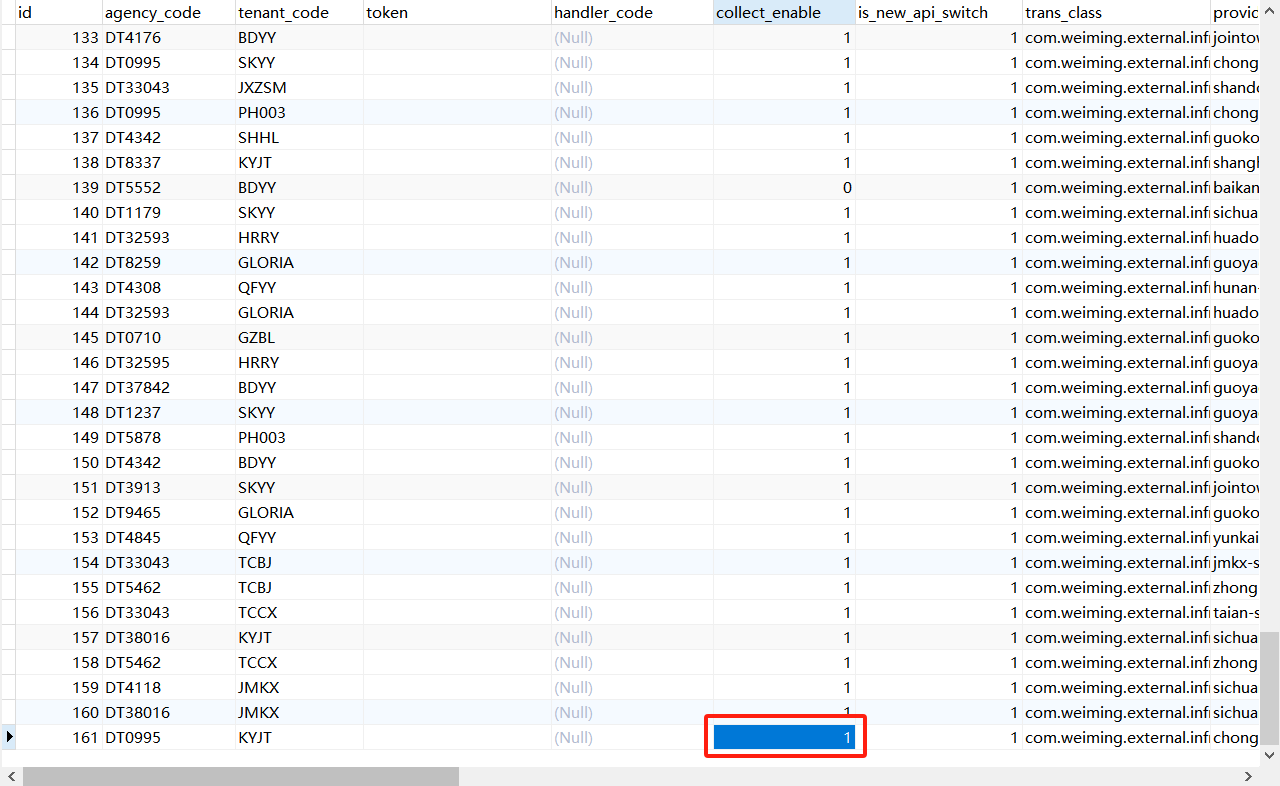 id agency_code tenant_code token handler_code collect_enable is_new_api_switch trans_class provic
133 DT4176 BDYY (Null) 1 1 com.weiming.external.inf jointow
134 DT0995 SKYY (Null) 1 1 com.weiming.external.inf chong
135 DT33043 JXZSM (Null) 1 1 com.weiming.external.inf shando
136 DT0995 PH003 (Null) 1 1 com.weiming.external.inf chong
137 DT4342 SHHL (Null) 1 1 com.weiming.external.inf guoko
138 DT8337 KYJT (Null) 1 1 com.weiming.external.inf shangl
139 DT5552 BDYY (Null) 0 1 com.weiming.external.inf baikan
140 DT1179 SKYY (Null) 1 1 com.weiming.external.inf sichua
141 DT32593 HRRY (Null) 1 1 com.weiming.external.inf huado
142 DT8259 GLORIA (Null) 1 1 com.weiming.external.inf guoya
143 DT4308 QFYY (Null) 1 1 com.weiming.external.inf hunan-
144 DT32593 GLORIA (Null) 1 1 com.weiming.external.inf huado
145 DT0710 GZBL (Null) 1 1 com.weiming.external.inf guoko
146 DT32595 HRRY (Null) 1 1 com.weiming.external.inf guoya
147 DT37842 BDYY (Null) 1 1 com.weiming.external.inf guoya
148 DT1237 SKYY (Null) 1 1 com.weiming.external.inf guoya
149 DT5878 PH003 (Null) 1 1 com.weiming.external.inf shando
150 DT4342 BDYY (Null) 1 1 com.weiming.external.inf guoko
151 DT3913 SKYY (Null) 1 1 com.weiming.external.inf jointow
152 DT9465 GLORIA (Null) 1 1 com.weiming.external.inf guoko
153 DT4845 QFYY (Null) 1 1 com.weiming.external.inf yunkai
154 DT33043 TCBJ (Null) 1 1 com.weiming.external.inf jmkx-s
155 DT5462 TCBJ (Null) 1 1 com.weiming.external.inf zhong
156 DT33043 TCCX (Null) 1 1 com.weiming.external.inf taian-s
157 DT38016 KYJT (Null) 1 1 com.weiming.external.inf sichua
158 DT5462 TCCX (Null) 1 1 com.weiming.external.inf zhong
159 DT4118 JMKX (Null) 1 1 com.weiming.external.inf sichua
160 DT38016 JMKX (Null) 1 1 com.weiming.external.inf sichua
161 DT0995 KYJT (Null) 1 1 com.weiming.external.inf chong